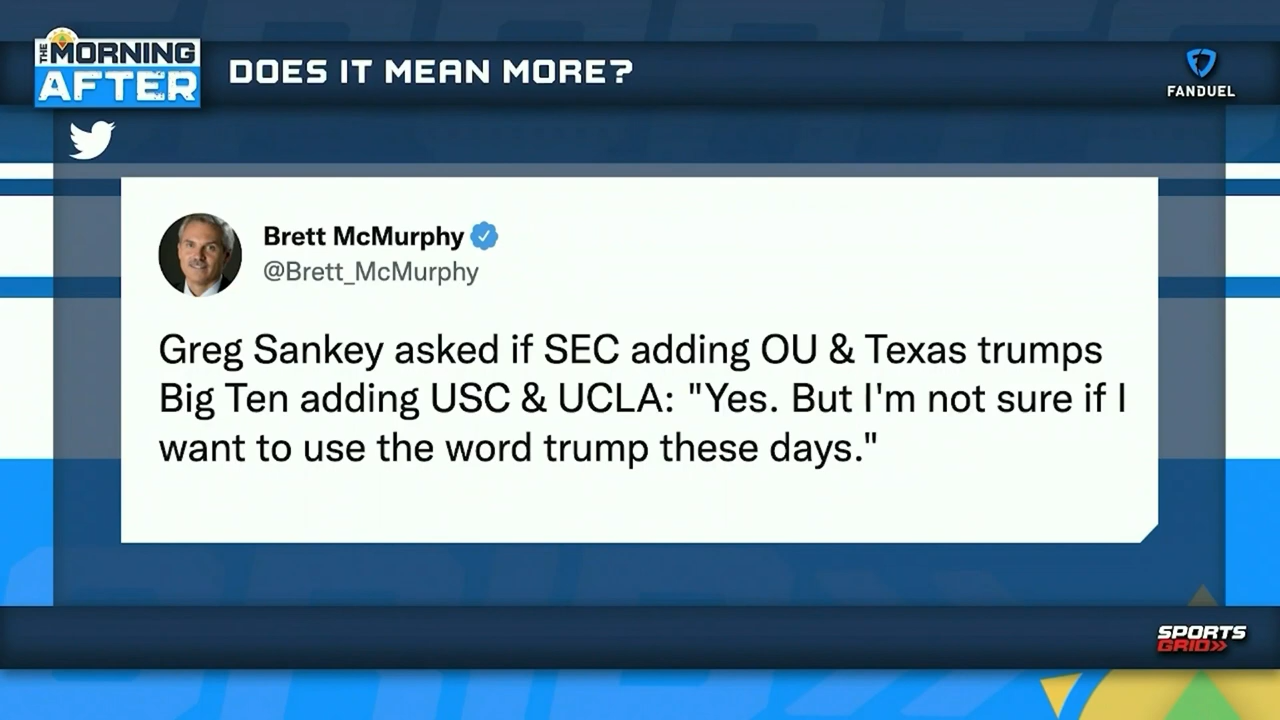 THE
MORNING
AFTER
DOES IT MEAN MORE?
FANDUEL
Brett McMurphy
@Brett_McMurphy
Greg Sankey asked if SEC adding OU & Texas trumps
Big Ten adding USC & UCLA: "Yes. But I'm not sure if I
want to use the word trump these days."
SPORTS
GRID